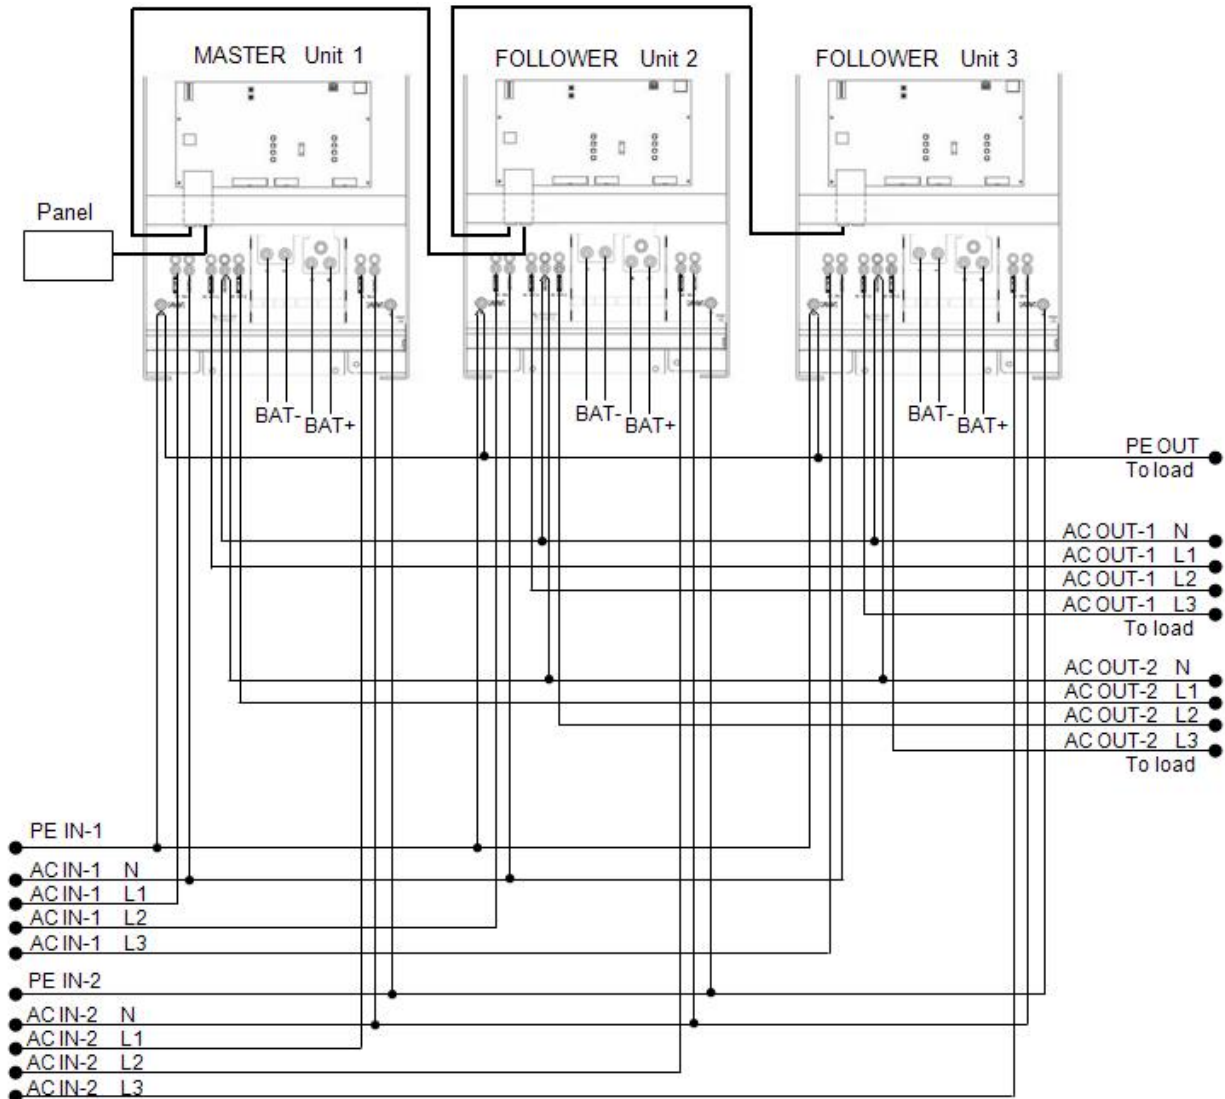 MASTER Unit 1
FOLLOWER Unit 2
FOLLOWER Unit 3
Panel
BAT-
BAT+
BAT-
BAT+
BAT-
BAT+
PE OUT
To load
AC OUT-1 N
AC OUT-1 L1
AC OUT-1 L2
AC OUT-1 L3
To load
AC OUT-2 N
AC OUT-2 L1
AC OUT-2 L2
AC OUT-2 L3
To load
PE IN-1
AC IN-1 N
AC IN-1 L1
AC IN-1 L2
AC IN-1 L3
PE IN-2
AC IN-2 N
AC IN-2 L1
AC IN-2 L2
AC IN-2 L3